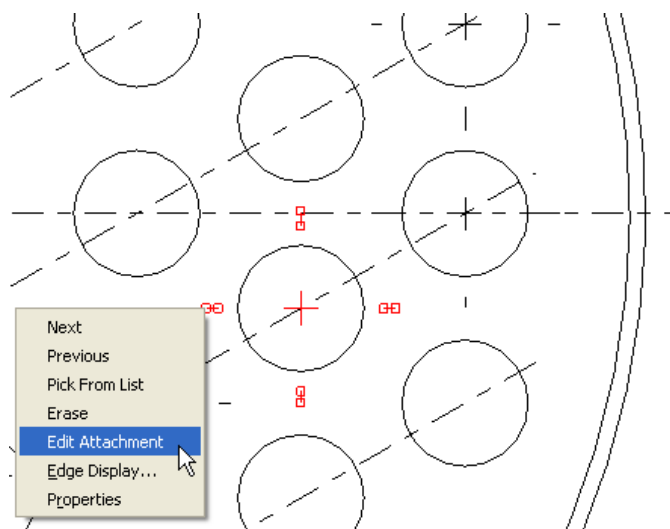 Next
Previous
Pick From List
Erase
Edit Attachment
Edge Display...
Properties